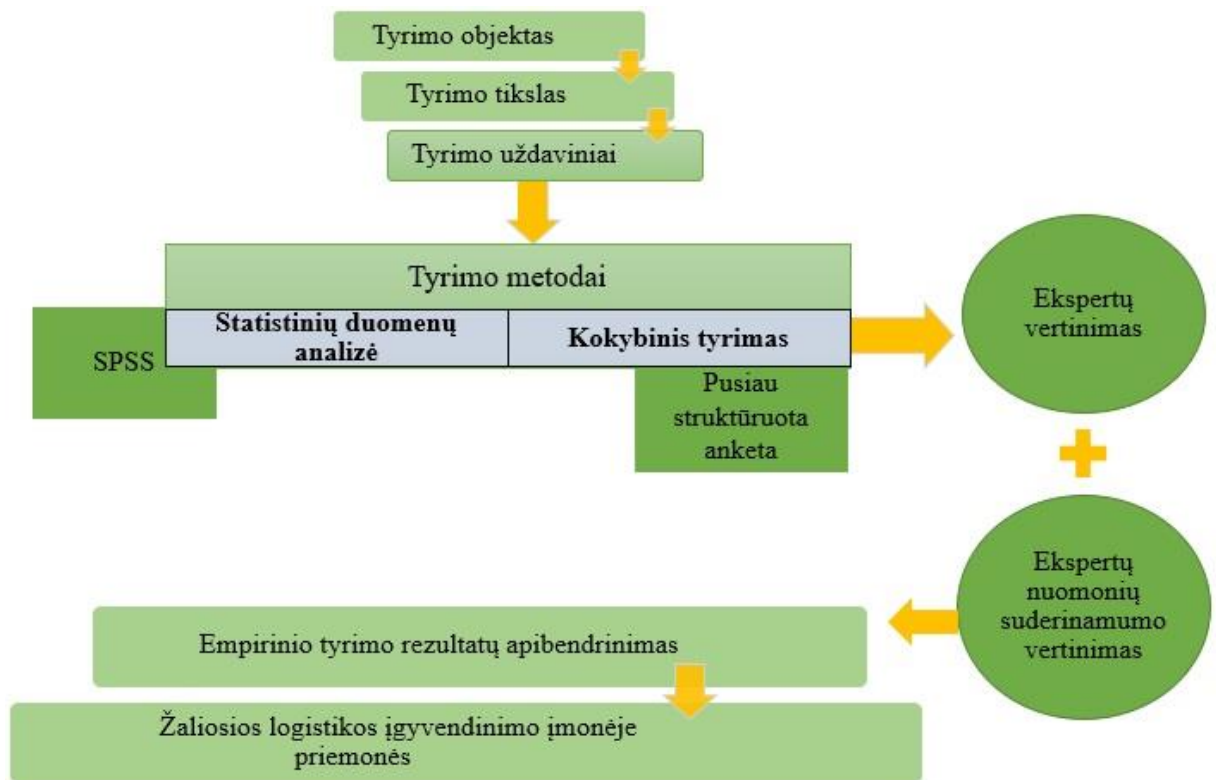 Tyrimo objektas
Tyrimo tikslas
Tyrimo uždaviniai
Tyrimo metodai
Statistinių duomenų
analizė
Kokybinis tyrimas
SPSS
Pusiau
struktūruota
anketa
Ekspertų
vertinimas
Ekspertų
nuomonių
suderinamumo
vertinimas
Empirinio tyrimo rezultatų apibendrinimas
Žaliosios logistikos įgyvendinimo įmonėje
priemonės